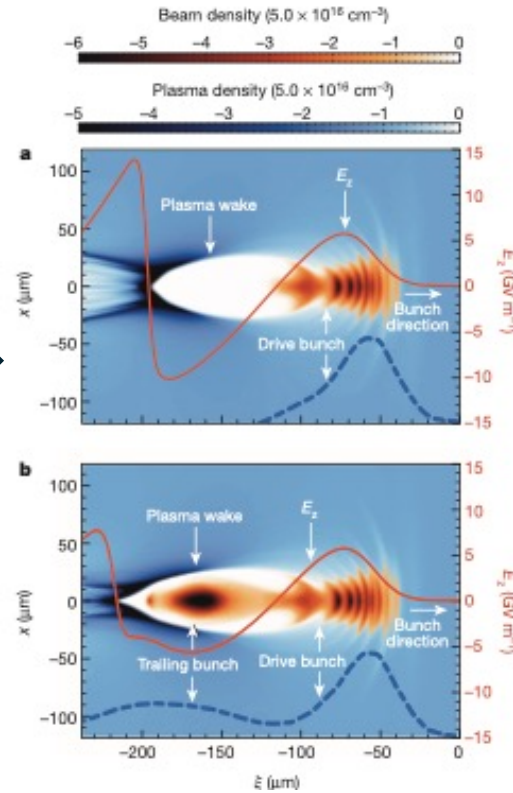 Beam density (5.0 × 10¹⁶ cm⁻³)
−6 −5 −4 −3 −2 −1 0
Plasma density (5.0 × 10¹⁶ cm⁻³)
−5 −4 −3 −2 −1 0
a
100
50
0
−50
−100
x (μm)
Plasma wake
E_z
Drive bunch
Bunch
direction
15
10
5
0
−5
−10
−15
E_z (GV m⁻¹)
b
100
50
0
−50
−100
x (μm)
Plasma wake
E_z
Trailing bunch
Drive bunch
Bunch
direction
15
10
5
0
−5
−10
−15
E_z (GV m⁻¹)
−200 −150 −100 −50 0
ξ (μm)